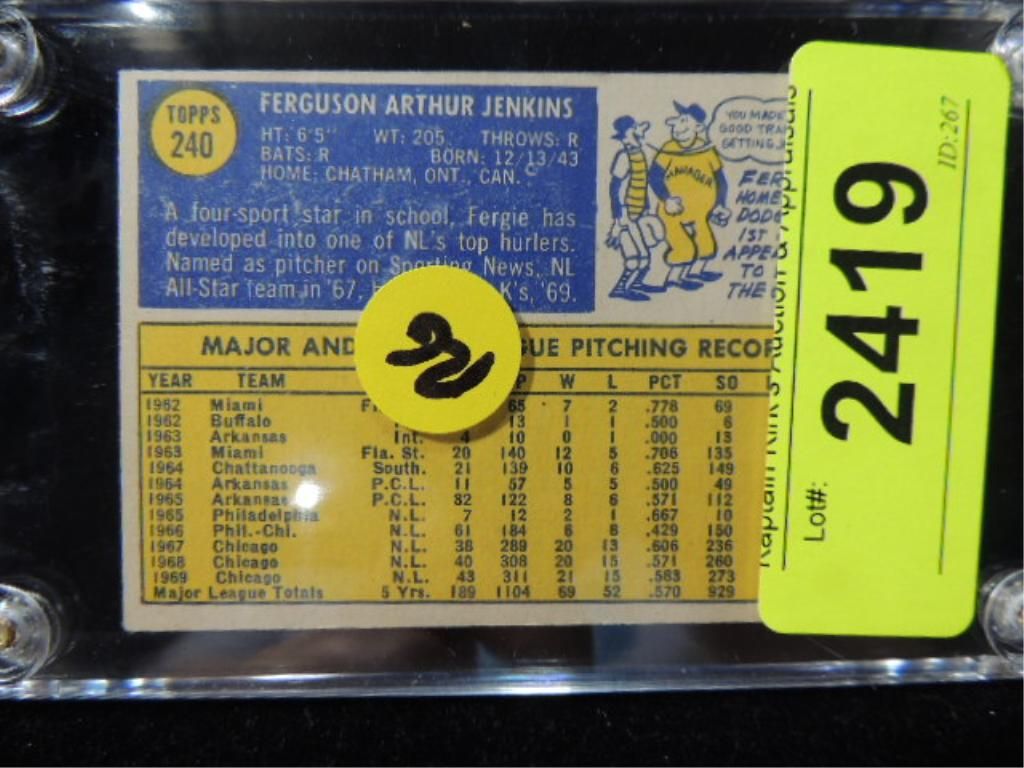 TOPPS
240
FERGUSON ARTHUR JENKINS
HT: 6'5" WT: 205 THROWS: R
BATS: R BORN: 12/13/43
HOME: CHATHAM, ONT., CAN.
A four-sport star in school, Fergie has
developed into one of NL's top hurlers.
Named as pitcher on Sporting News, NL
All-Star team in '67, K's, '69.
YOU MADE
GOOD TRA
GETTING
MANAGER
FER
HOME
DODG
1ST
APPE
TO
THE
MAJOR AND GUE PITCHING RECOR
YEAR TEAM P W L PCT SO
1962 Miami 65 7 2 .778 69
1962 Buffalo 13 1 1 .500 6
1963 Arkansas Int. 4 10 0 1 .000 13
1963 Miami Fla. St. 20 140 12 5 .706 135
1964 Chattanooga South. 21 139 10 6 .625 149
1964 Arkansas P.C.L. 11 57 5 5 .500 49
1965 Arkansas P.C.L. 32 122 8 6 .571 112
1965 Philadelphia N.L. 7 12 2 1 .667 10
1966 Phil.-Chi. N.L. 61 184 6 8 .429 150
1967 Chicago N.L. 38 289 20 13 .606 236
1968 Chicago N.L. 40 308 20 15 .571 260
1969 Chicago N.L. 43 311 21 15 .583 273
Major League Totals 5 Yrs. 189 1104 69 52 .570 929
Kaptain Kirk's Auction & Appraisals
Lot#:
2419
ID:267